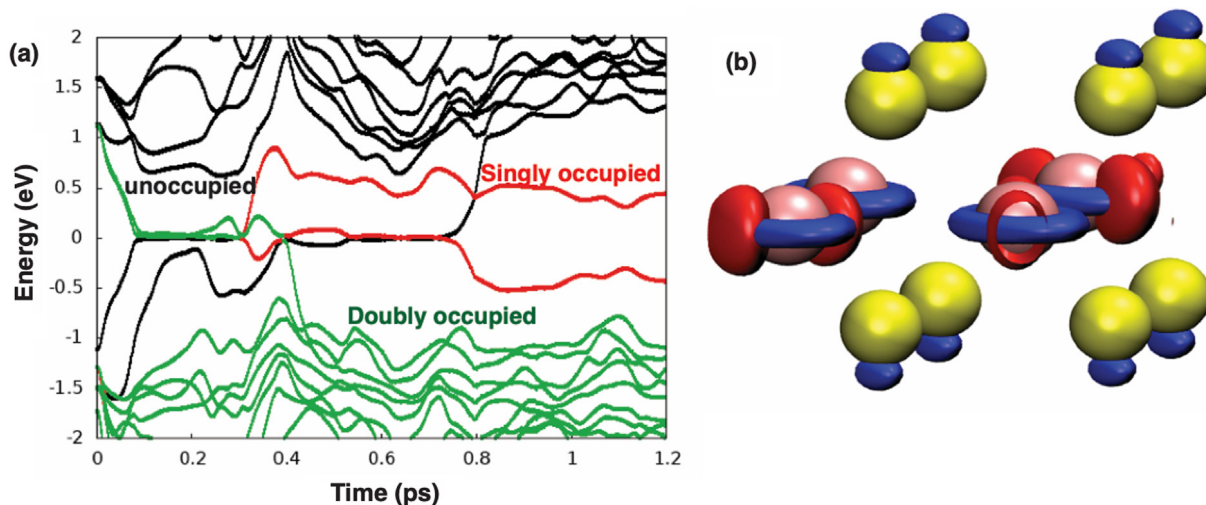 (a)
(b)
2
1.5
1
0.5
0
-0.5
-1
-1.5
-2
Energy (eV)
unoccupied
Singly occupied
Doubly occupied
0 0.2 0.4 0.6 0.8 1 1.2
Time (ps)